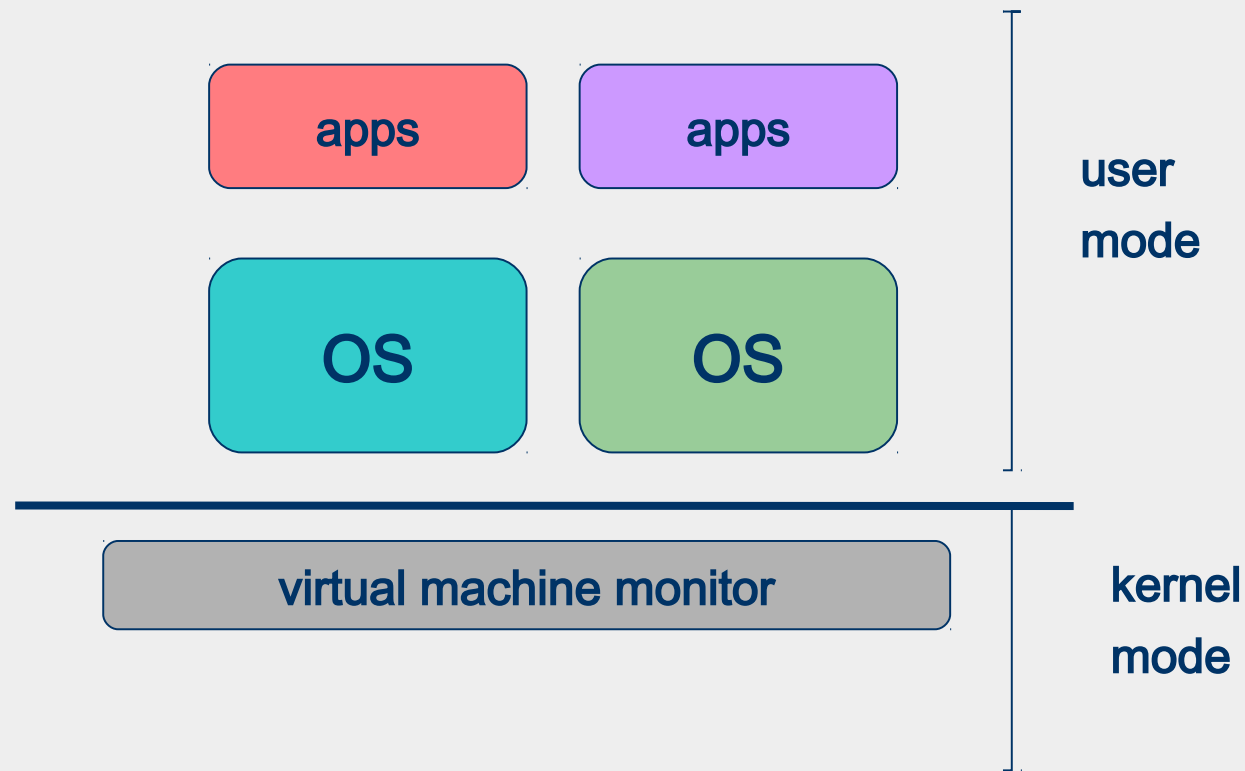 apps
apps
user
mode
OS
OS
virtual machine monitor
kernel
mode